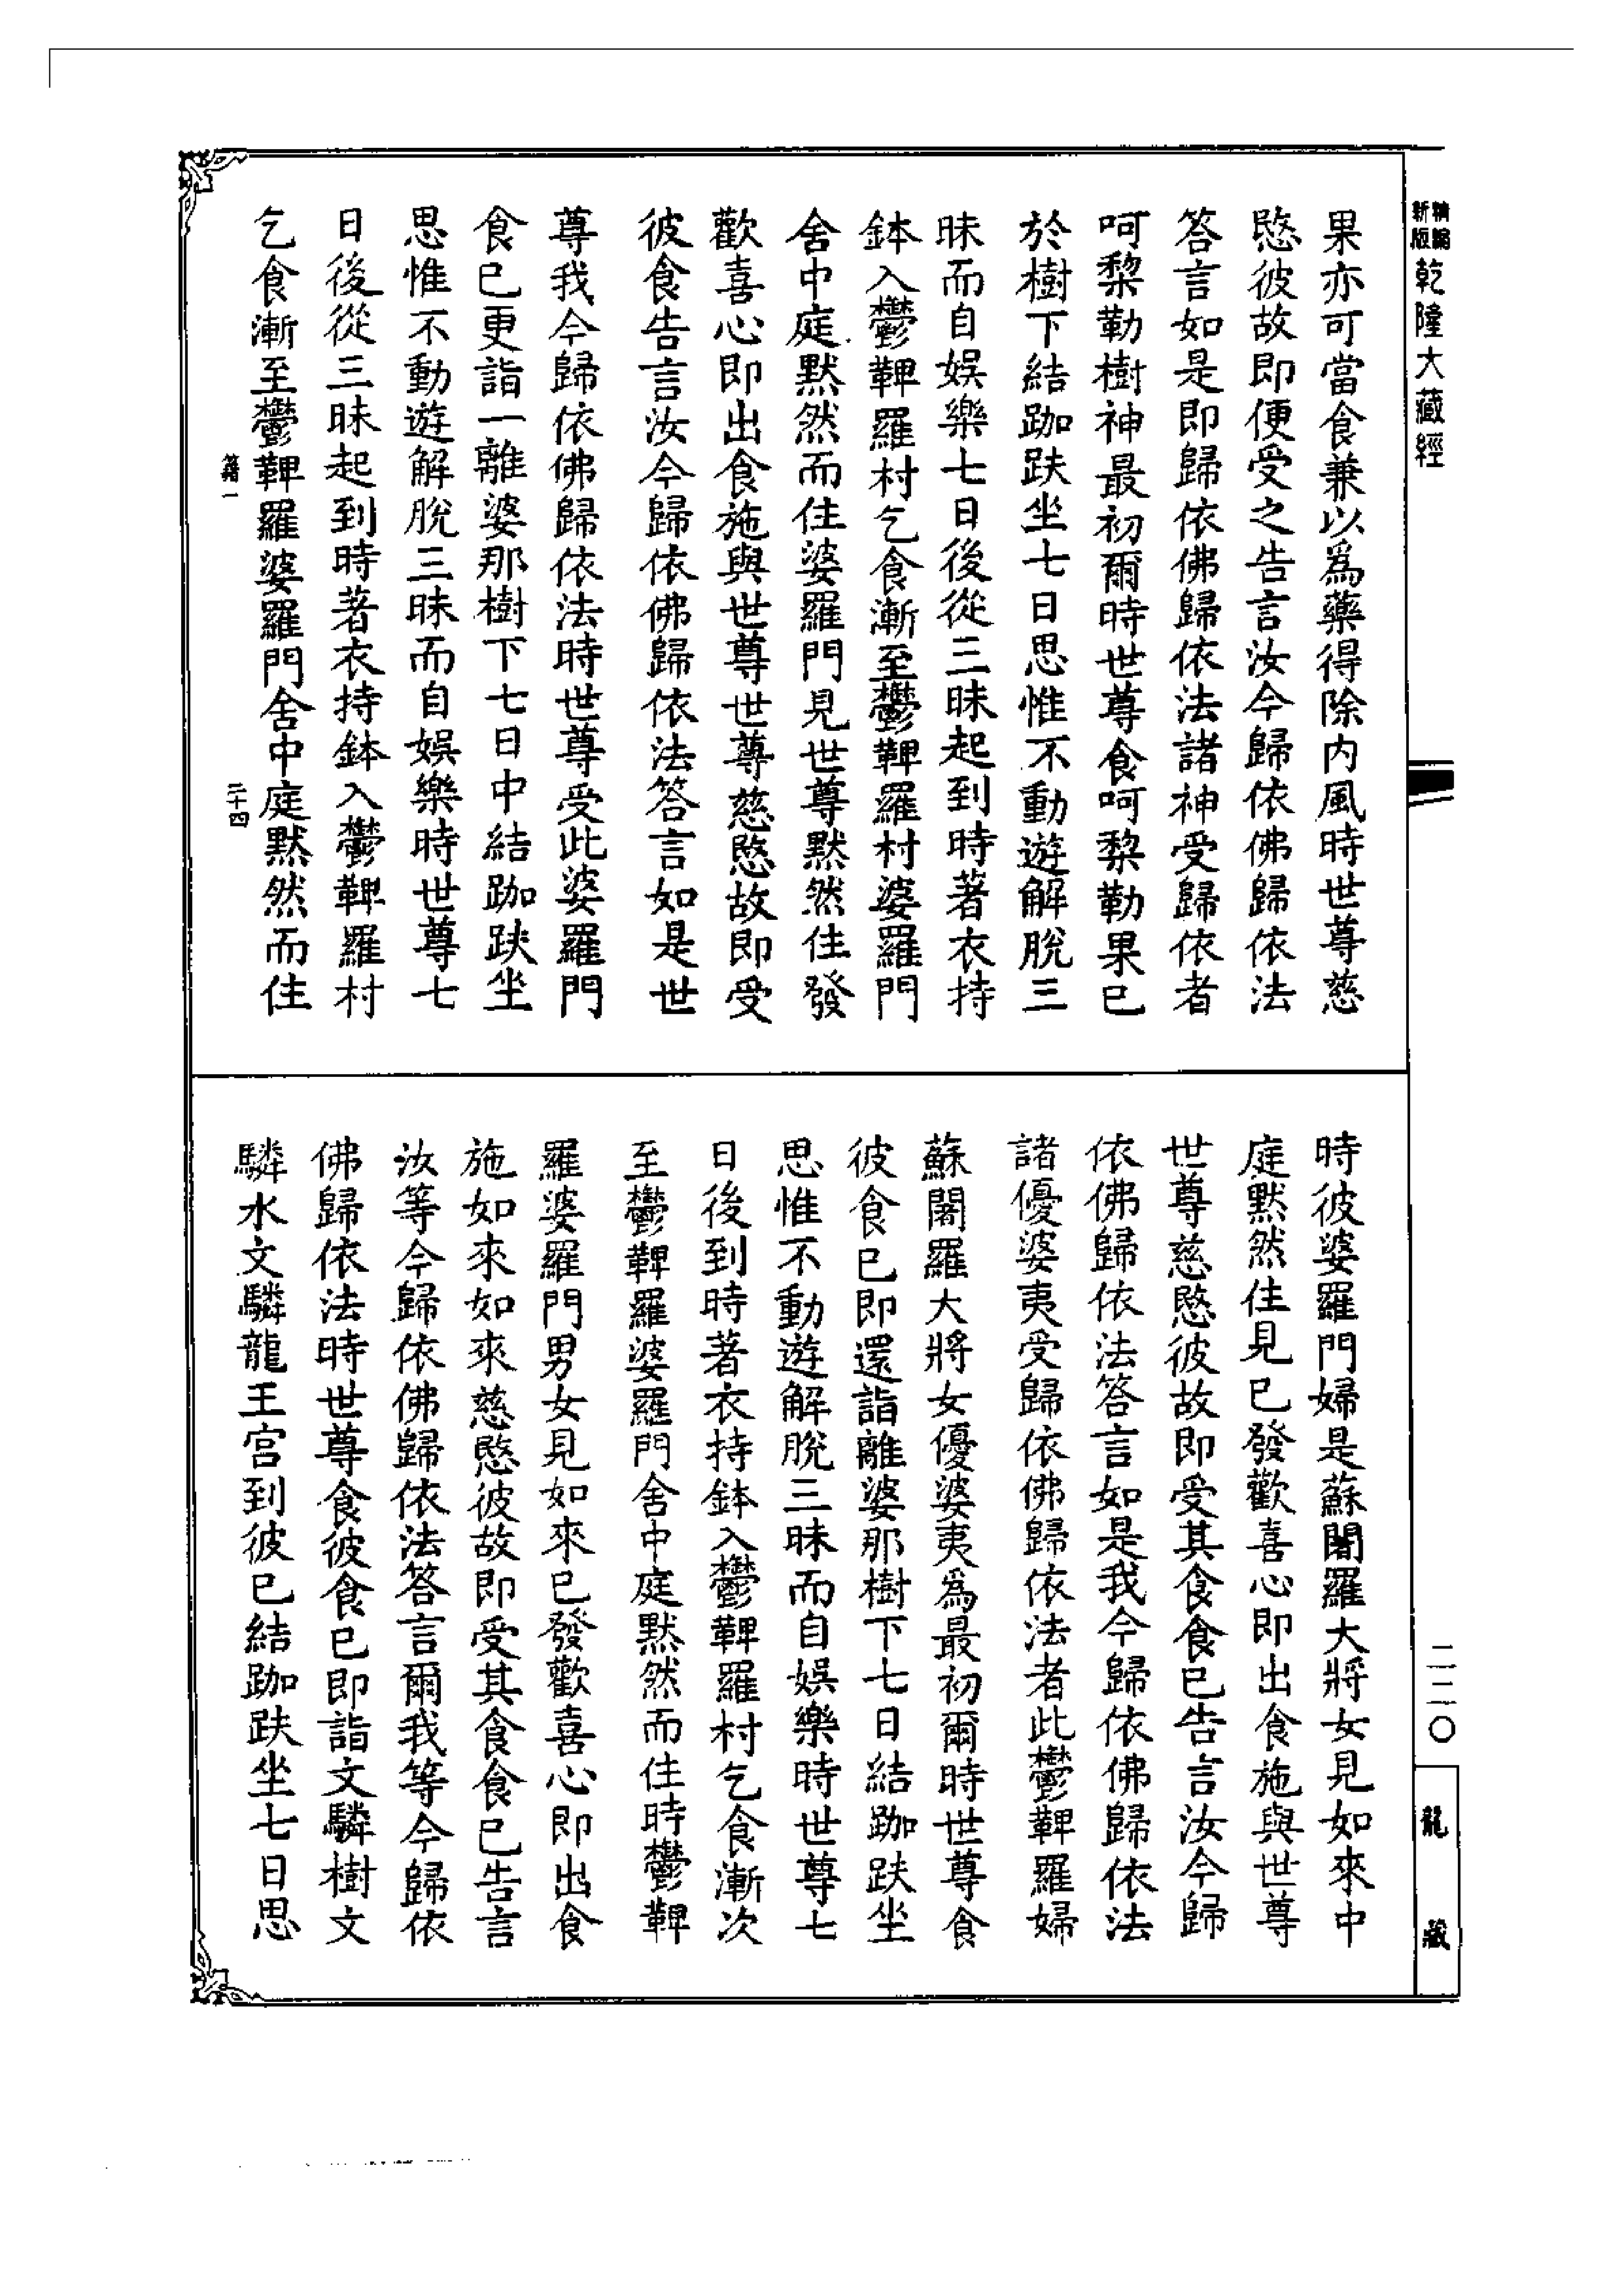 新版精編乾隆大藏經
果亦可當食兼以爲藥得除内風時世尊慈
愍彼故即便受之告言汝今歸依佛歸依法
答言如是即歸依佛歸依法諸神受歸依者
呵棃勒樹神最初爾時世尊食呵棃勒果已
於樹下結跏趺坐七日思惟不動遊解脫三
昧而自娯樂七日後從三昧起到時著衣持
鉢入鬱鞞羅村乞食漸至鬱鞞羅村婆羅門
舍中庭默然而住婆羅門見世尊默然住發
歡喜心即出食施與世尊世尊慈愍故即受
彼食告言汝今歸依佛歸依法答言如是世
尊我今歸依佛歸依法時世尊受此婆羅門
食已更詣一離婆那樹下七日中結跏趺坐
思惟不動遊解脫三昧而自娯樂時世尊七
日後從三昧起到時著衣持鉢入鬱鞞羅村
乞食漸至鬱鞞羅婆羅門舍中庭默然而住
籍一
二十四
時彼婆羅門婦是蘇闍羅大將女見如來中
庭默然住見已發歡喜心即出食施與世尊
世尊慈愍彼故即受其食食已告言汝今歸
依佛歸依法答言如是我今歸依佛歸依法
諸優婆夷受歸依佛歸依法者此鬱鞞羅婦
蘇闍羅大將女優婆夷爲最初爾時世尊食
彼食已即還詣離婆那樹下七日結跏趺坐
思惟不動遊解脫三昧而自娯樂時世尊七
日後到時著衣持鉢入鬱鞞羅村乞食漸次
至鬱鞞羅婆羅門舍中庭默然而住時鬱鞞
羅婆羅門男女見如來已發歡喜心即出食
施如來如來慈愍彼故即受其食食已告言
汝等今歸依佛歸依法答言爾我等今歸依
佛歸依法時世尊食彼食已即詣文驎樹文
驎水文驎龍王宫到彼已結跏趺坐七日思
二二〇
龍藏